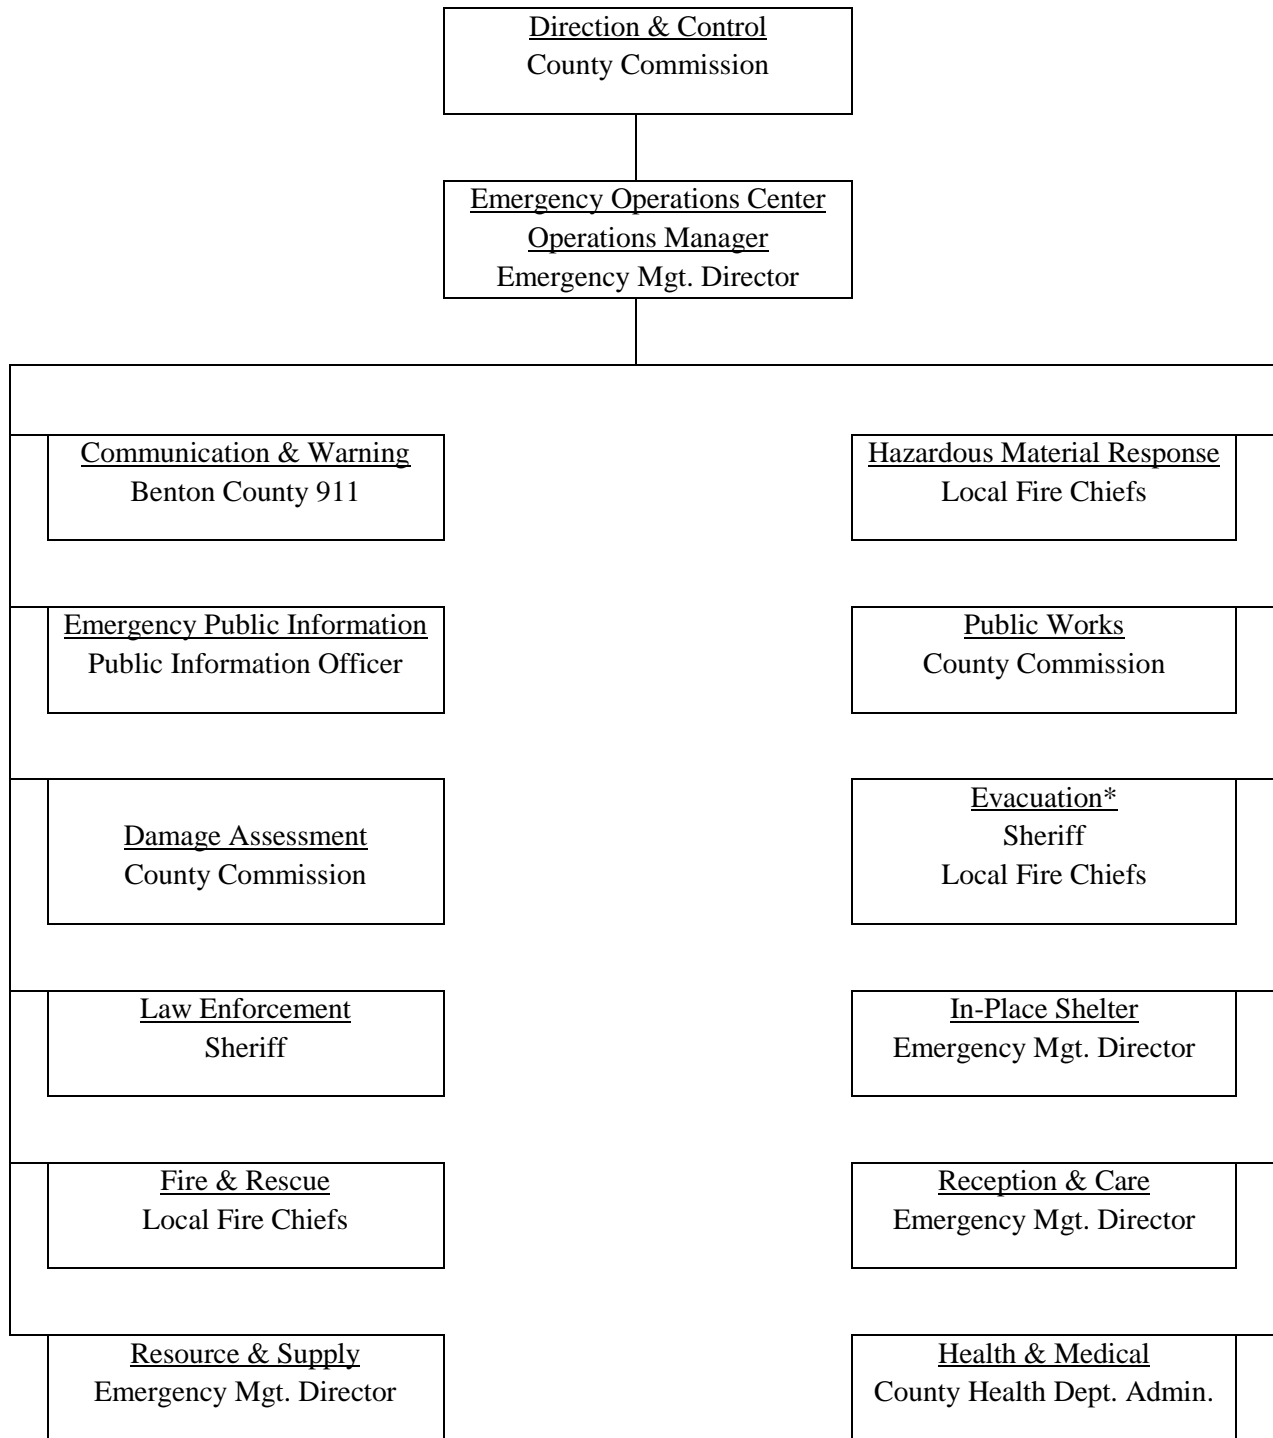 Direction & Control
County Commission
Emergency Operations Center
Operations Manager
Emergency Mgt. Director
Communication & Warning
Benton County 911
Hazardous Material Response
Local Fire Chiefs
Emergency Public Information
Public Information Officer
Public Works
County Commission
Damage Assessment
County Commission
Evacuation*
Sheriff
Local Fire Chiefs
Law Enforcement
Sheriff
In-Place Shelter
Emergency Mgt. Director
Fire & Rescue
Local Fire Chiefs
Reception & Care
Emergency Mgt. Director
Resource & Supply
Emergency Mgt. Director
Health & Medical
County Health Dept. Admin.